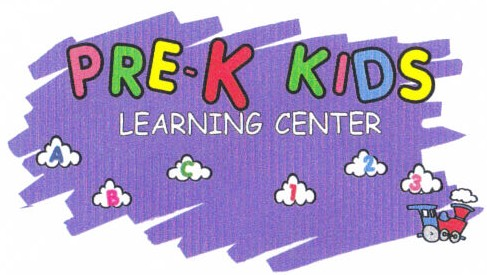 PRE-K KIDS
LEARNING CENTER
A B C 1 2 3